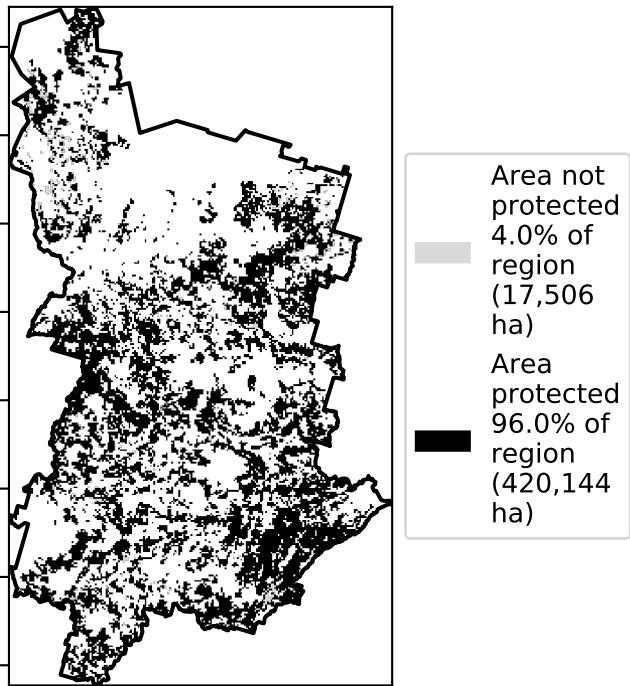 Area not
protected
4.0% of
region
(17,506
ha)
Area
protected
96.0% of
region
(420,144
ha)